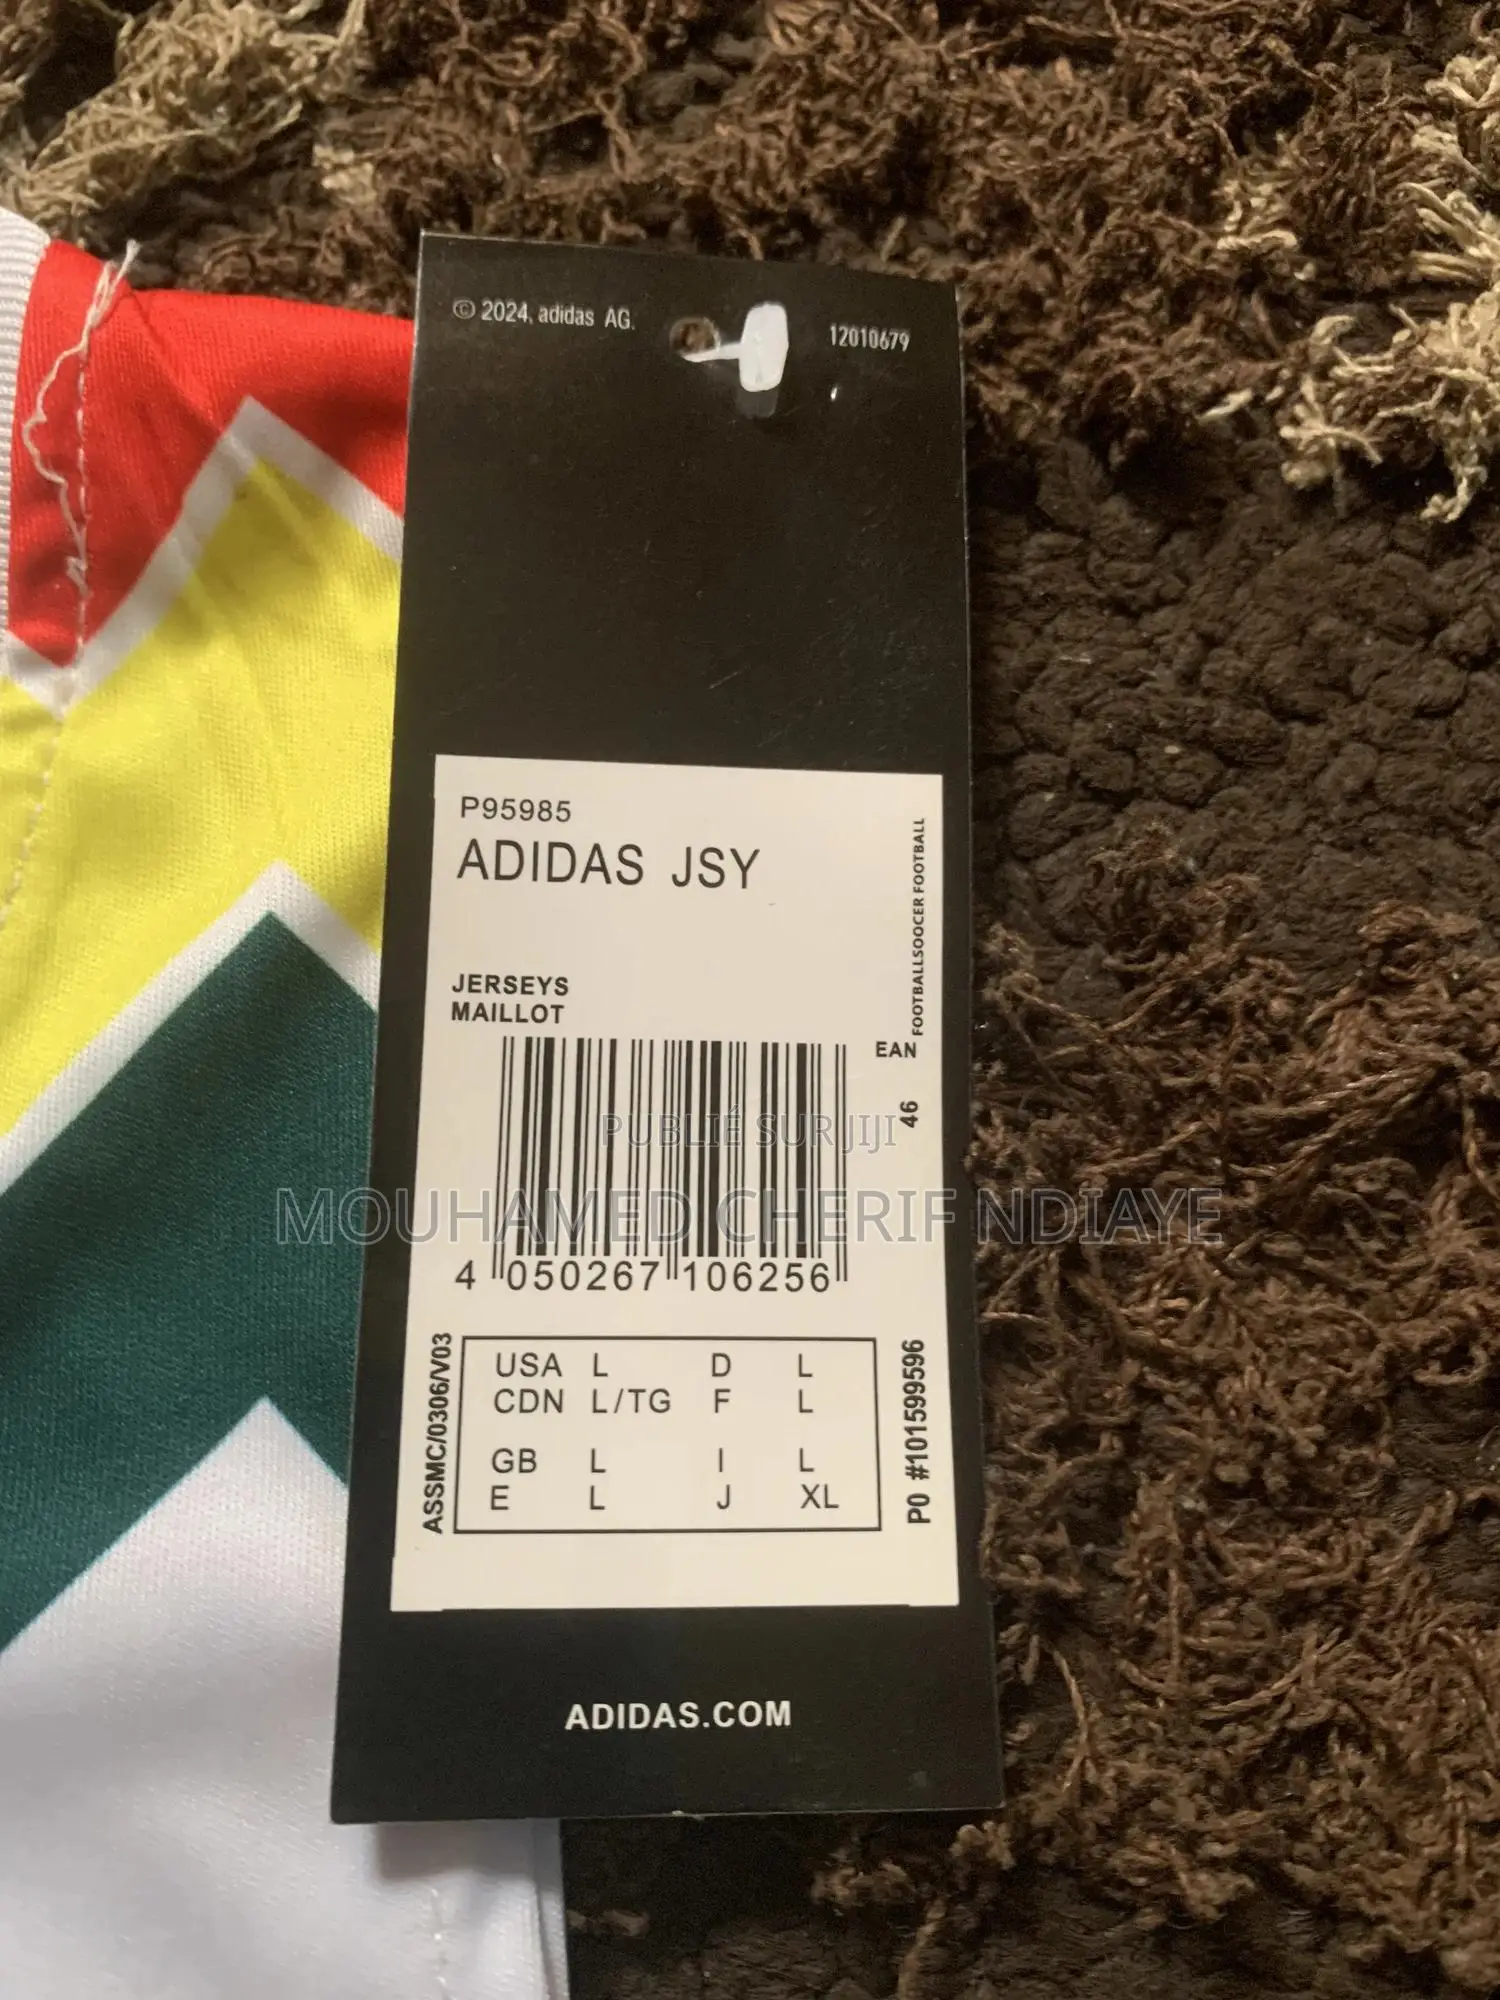 © 2024, adidas AG.
12010679
P95985
ADIDAS JSY
FOOTBALLSOOCER FOOTBALL
JERSEYS
MAILLOT
EAN
46
PUBLIÉ SUR JIJI
MOUHAMED CHERIF NDIAYE
4 050267 106256
ASSMC/0306/V03
USA L D L
CDN L/TG F L
GB L I L
E L J XL
PO #101599596
ADIDAS.COM